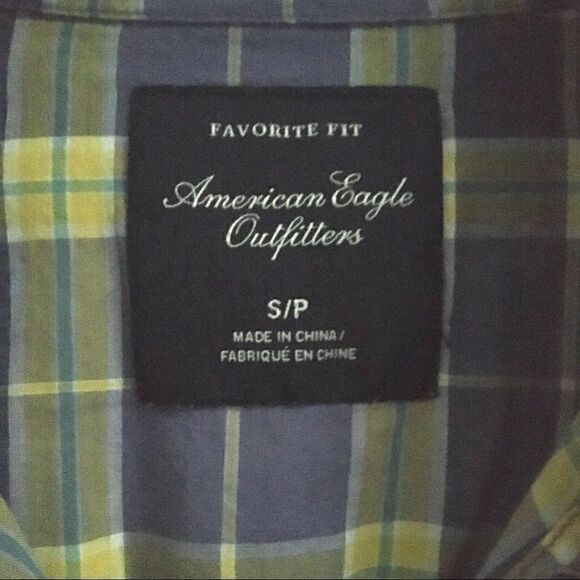 FAVORITE FIT
American Eagle
Outfitters
S/P
MADE IN CHINA/
FABRIQUÉ EN CHINE